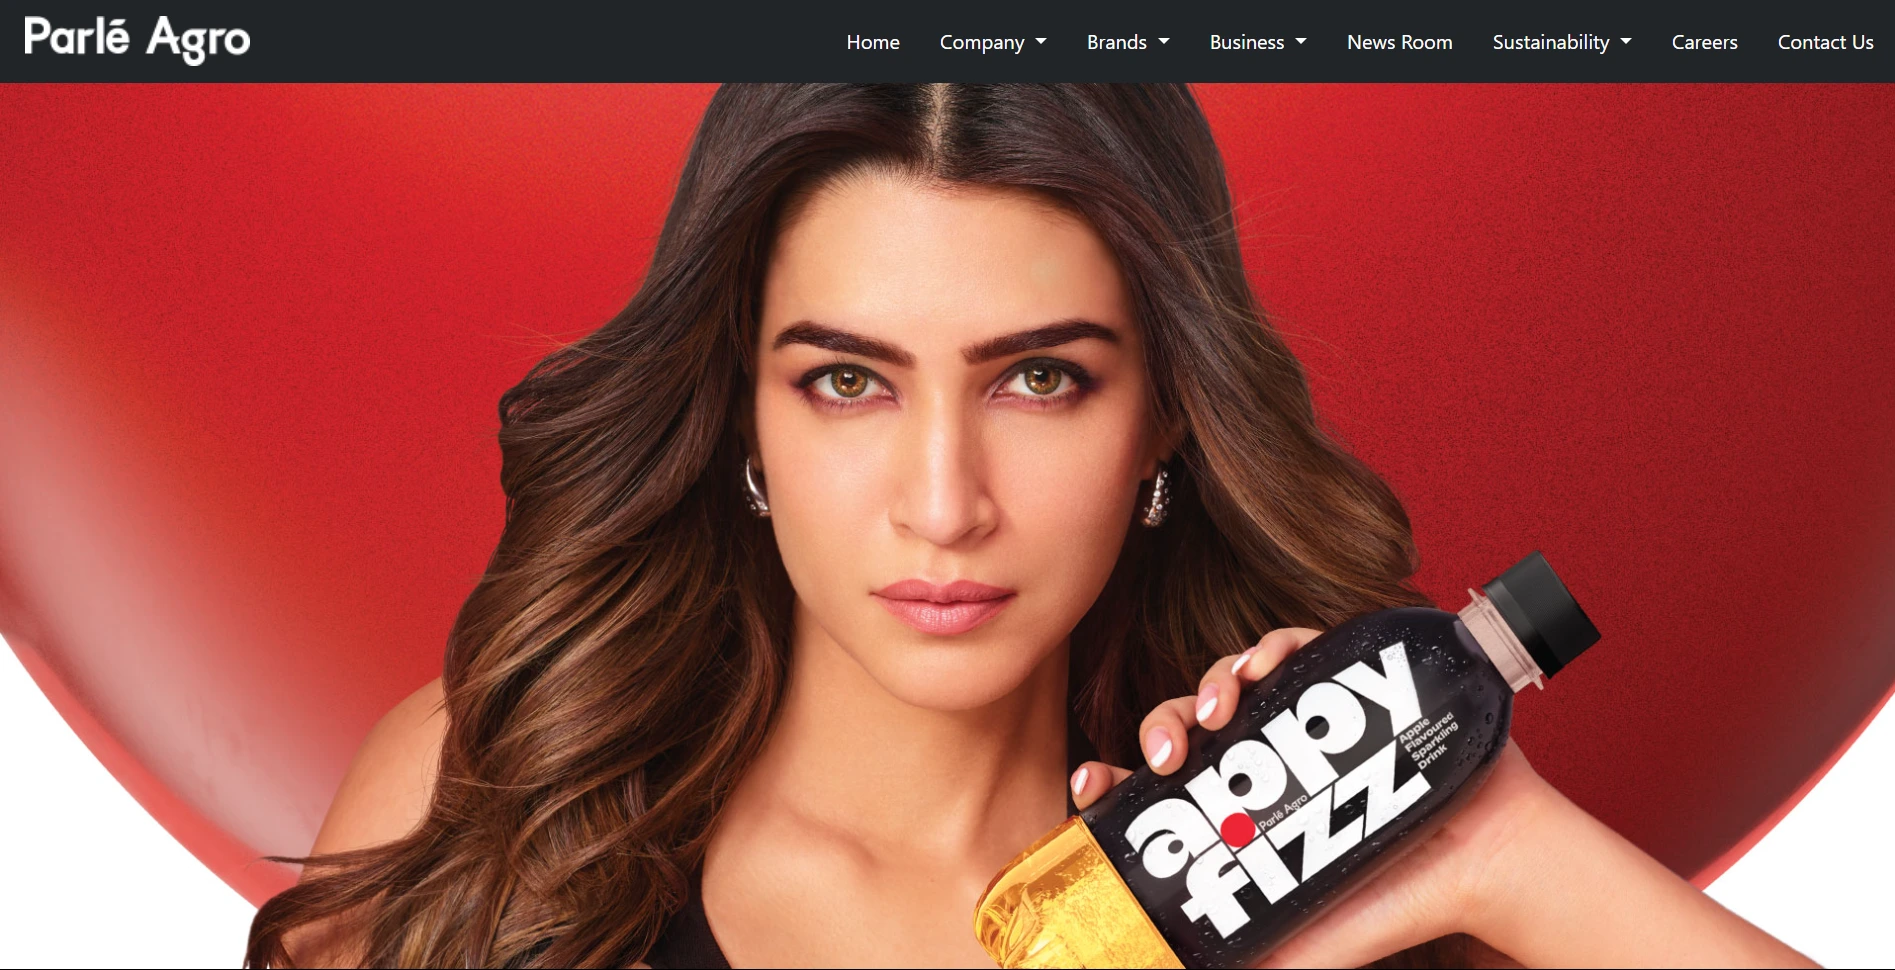 Parlé Agro
Home
Company
Brands
Business
News Room
Sustainability
Careers
Contact Us
appy
fizz
Parlé Agro
Apple
Flavoured
Sparkling
Drink